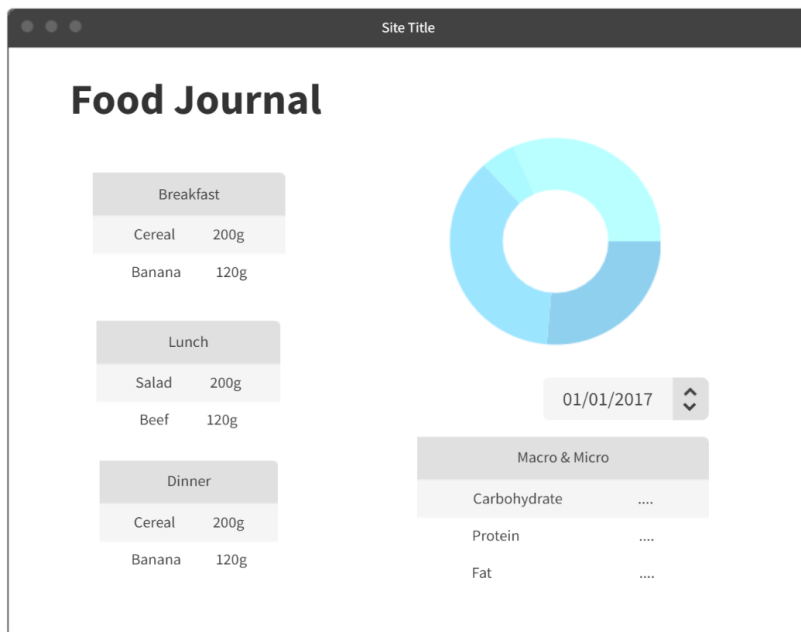 Site Title
Food Journal
Breakfast
Cereal 200g
Banana 120g
Lunch
Salad 200g
Beef 120g
Dinner
Cereal 200g
Banana 120g
01/01/2017
Macro & Micro
Carbohydrate ....
Protein ....
Fat ....